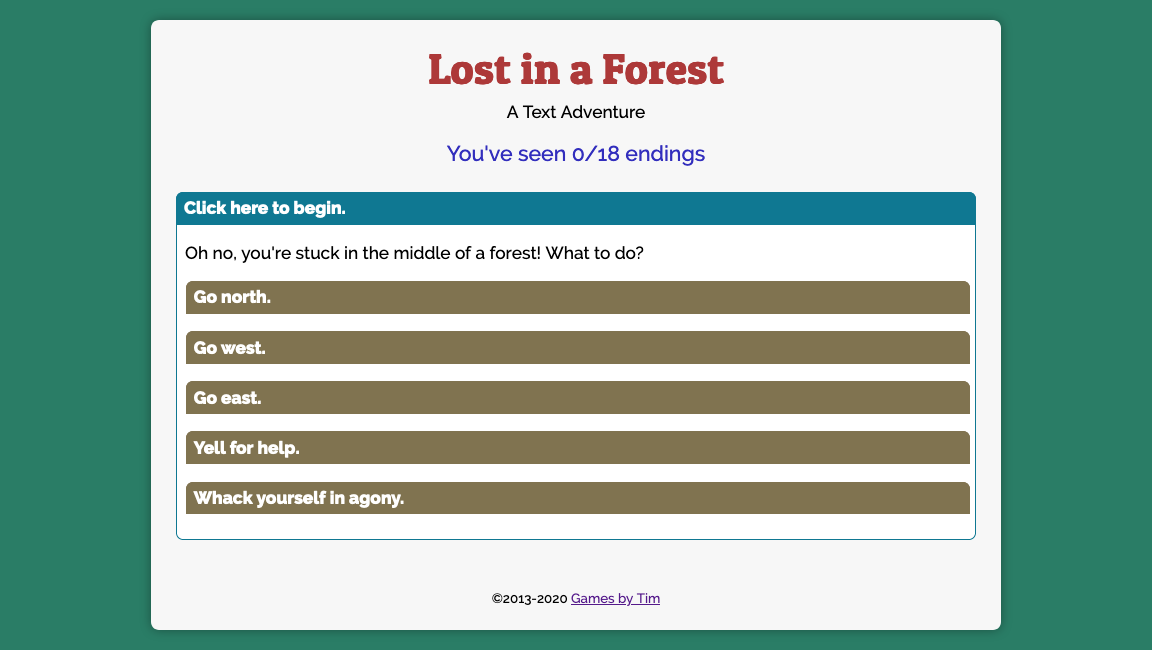 Lost in a Forest
A Text Adventure
You've seen 0/18 endings
Click here to begin.
Oh no, you're stuck in the middle of a forest! What to do?
Go north.
Go west.
Go east.
Yell for help.
Whack yourself in agony.
©2013-2020 Games by Tim